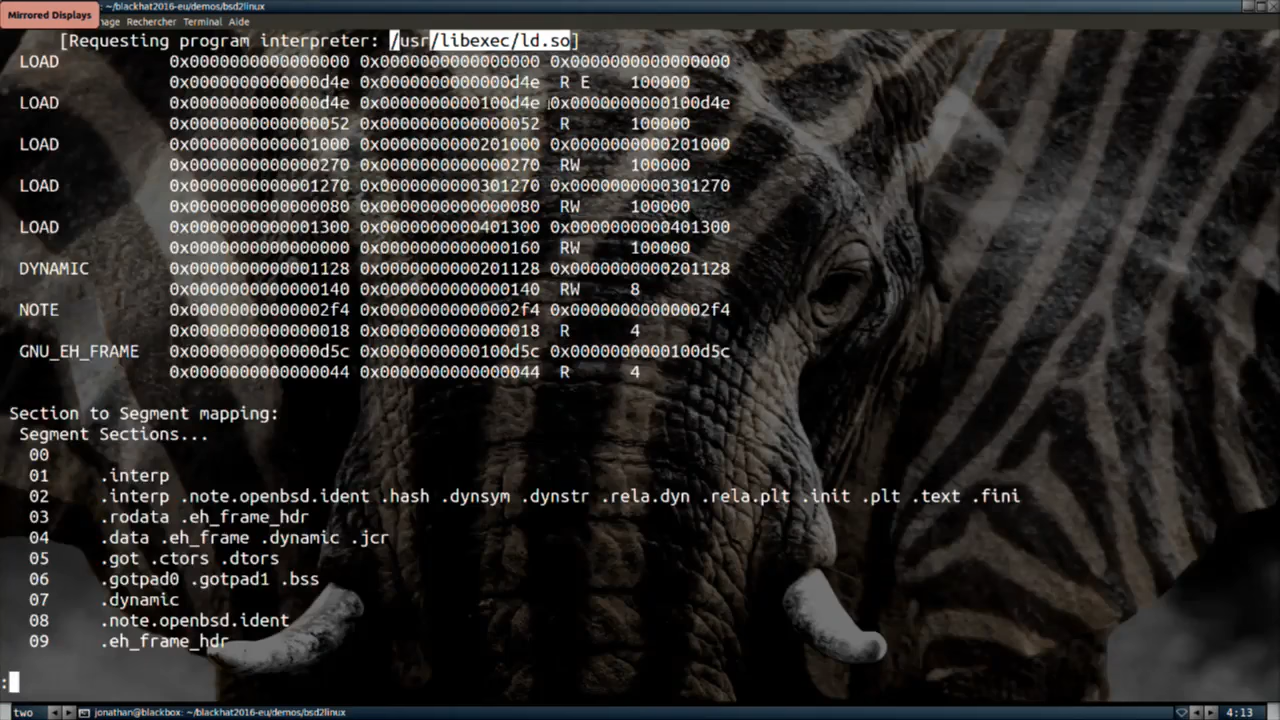 : ~/blackhat2016-eu/demos/bsd2linux
Mirrored Displays
Rechercher Terminal Aide
[Requesting program interpreter: /usr/libexec/ld.so]
LOAD 0x0000000000000000 0x0000000000000000 0x0000000000000000
0x0000000000000d4e 0x0000000000000d4e R E 100000
LOAD 0x0000000000000d4e 0x0000000000100d4e 0x0000000000100d4e
0x0000000000000052 0x0000000000000052 R 100000
LOAD 0x0000000000001000 0x0000000000201000 0x0000000000201000
0x0000000000000270 0x0000000000000270 RW 100000
LOAD 0x0000000000001270 0x0000000000301270 0x0000000000301270
0x0000000000000080 0x0000000000000080 RW 100000
LOAD 0x0000000000001300 0x0000000000401300 0x0000000000401300
0x0000000000000000 0x0000000000000160 RW 100000
DYNAMIC 0x0000000000001128 0x0000000000201128 0x0000000000201128
0x0000000000000140 0x0000000000000140 RW 8
NOTE 0x00000000000002f4 0x00000000000002f4 0x00000000000002f4
0x0000000000000018 0x0000000000000018 R 4
GNU_EH_FRAME 0x0000000000000d5c 0x0000000000100d5c 0x0000000000100d5c
0x0000000000000044 0x0000000000000044 R 4
Section to Segment mapping:
Segment Sections...
00
01 .interp
02 .interp .note.openbsd.ident .hash .dynsym .dynstr .rela.dyn .rela.plt .init .plt .text .fini
03 .rodata .eh_frame_hdr
04 .data .eh_frame .dynamic .jcr
05 .got .ctors .dtors
06 .gotpad0 .gotpad1 .bss
07 .dynamic
08 .note.openbsd.ident
09 .eh_frame_hdr
:
two jonathan@blackbox: ~/blackhat2016-eu/demos/bsd2linux 4:13